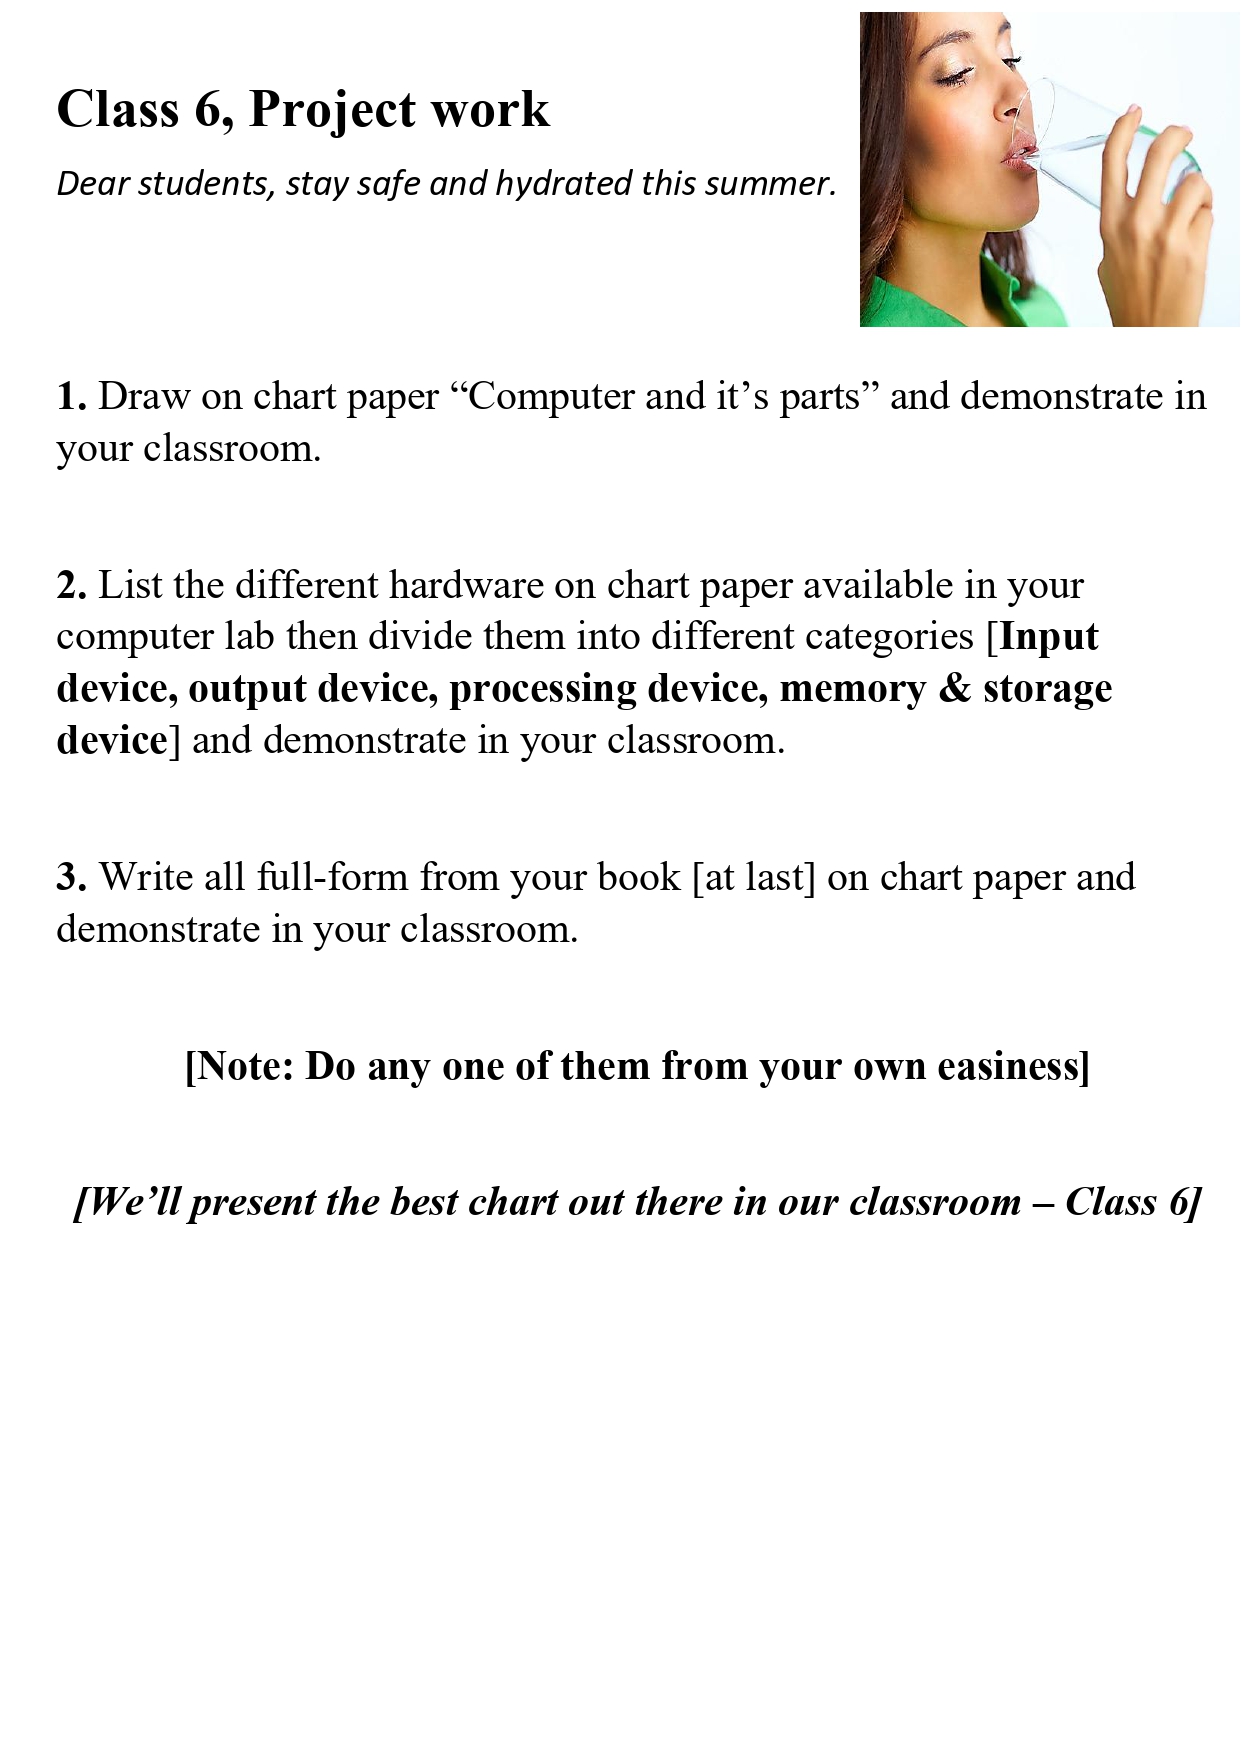 Class 6, Project work
Dear students, stay safe and hydrated this summer.
1. Draw on chart paper “Computer and it’s parts” and demonstrate in
your classroom.
2. List the different hardware on chart paper available in your
computer lab then divide them into different categories [Input
device, output device, processing device, memory & storage
device] and demonstrate in your classroom.
3. Write all full-form from your book [at last] on chart paper and
demonstrate in your classroom.
[Note: Do any one of them from your own easiness]
[We’ll present the best chart out there in our classroom – Class 6]